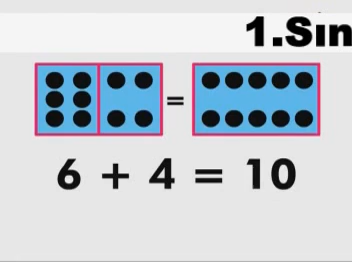 1.Sın
=
6 + 4 = 10